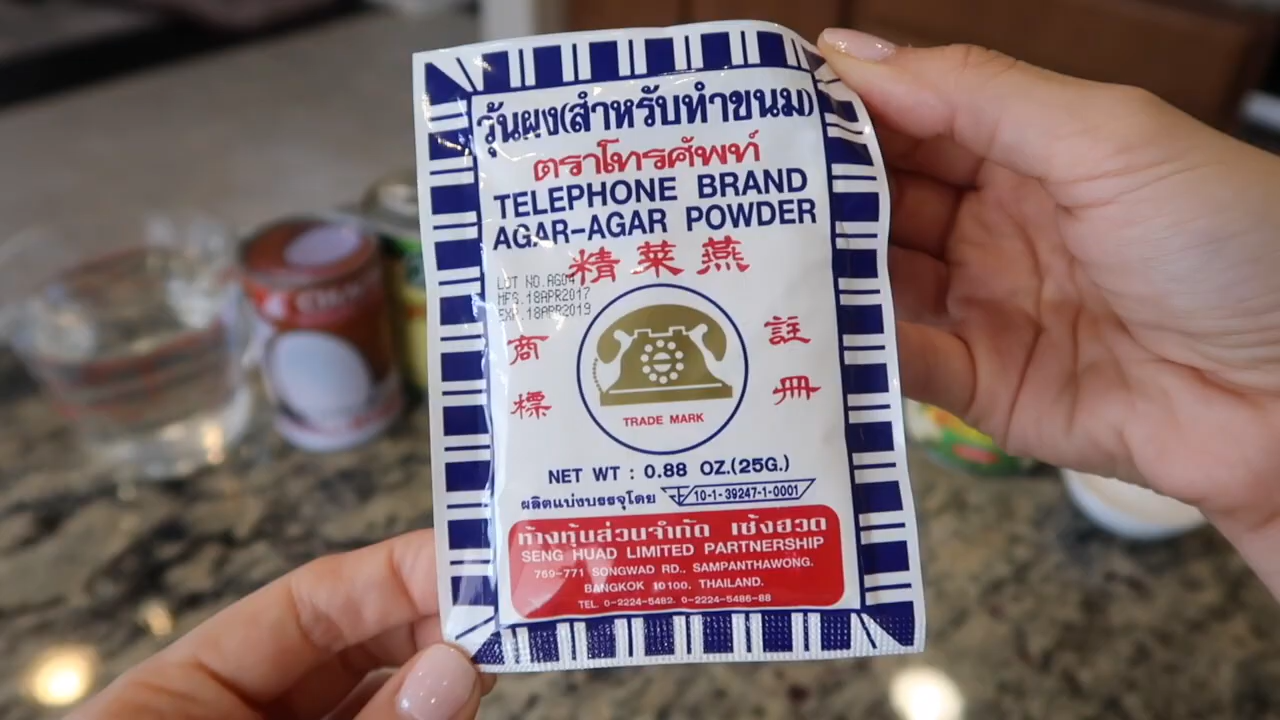 วุ้นผง(สำหรับทำขนม)
ตราโทรศัพท์
TELEPHONE BRAND
AGAR-AGAR POWDER
精菜燕
LOT NO.AG04
MFG.18APR2017
EXP.18APR2019
商標
註冊
TRADE MARK
NET WT : 0.88 OZ.(25G.)
ผลิตแบ่งบรรจุโดย 10-1-39247-1-0001
ห้างหุ้นส่วนจำกัด เซ้งฮวด
SENG HUAD LIMITED PARTNERSHIP
769-771 SONGWAD RD., SAMPANTHAWONG.
BANGKOK 10100, THAILAND.
TEL. 0-2224-5482, 0-2224-5486-88